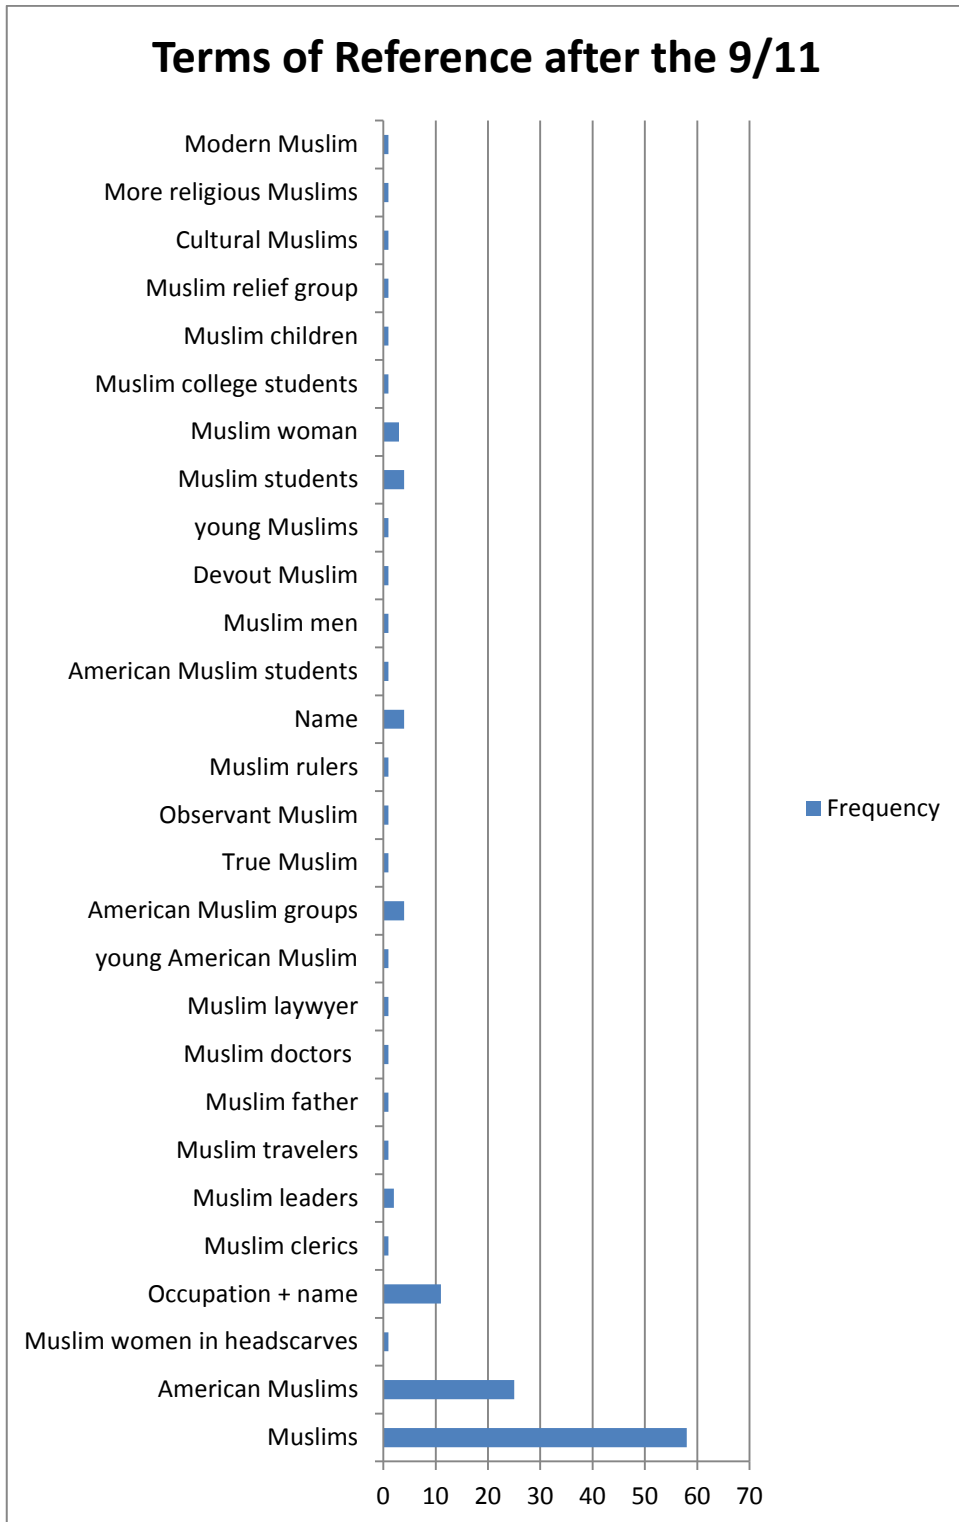 Terms of Reference after the 9/11
Modern Muslim
More religious Muslims
Cultural Muslims
Muslim relief group
Muslim children
Muslim college students
Muslim woman
Muslim students
young Muslims
Devout Muslim
Muslim men
American Muslim students
Name
Muslim rulers
Observant Muslim
True Muslim
American Muslim groups
young American Muslim
Muslim laywyer
Muslim doctors
Muslim father
Muslim travelers
Muslim leaders
Muslim clerics
Occupation + name
Muslim women in headscarves
American Muslims
Muslims
0 10 20 30 40 50 60 70
Frequency